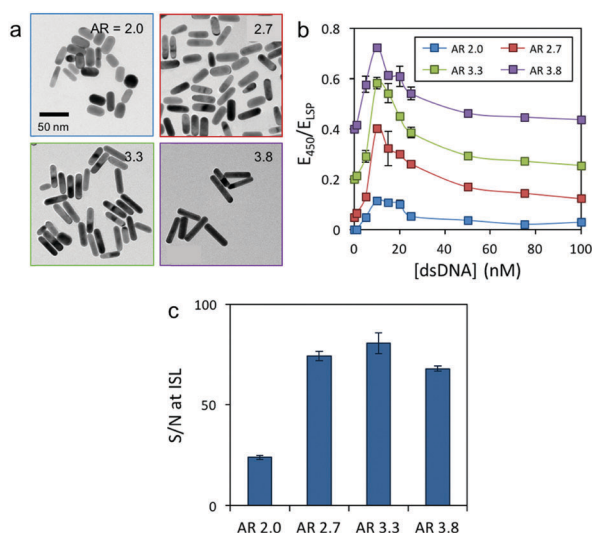 a
AR = 2.0
2.7
50 nm
3.3
3.8
b
0.8
0.6
0.4
0.2
0
E450/ELSP
AR 2.0
AR 2.7
AR 3.3
AR 3.8
0
20
40
60
80
100
[dsDNA] (nM)
c
100
50
0
S/N at ISL
AR 2.0
AR 2.7
AR 3.3
AR 3.8